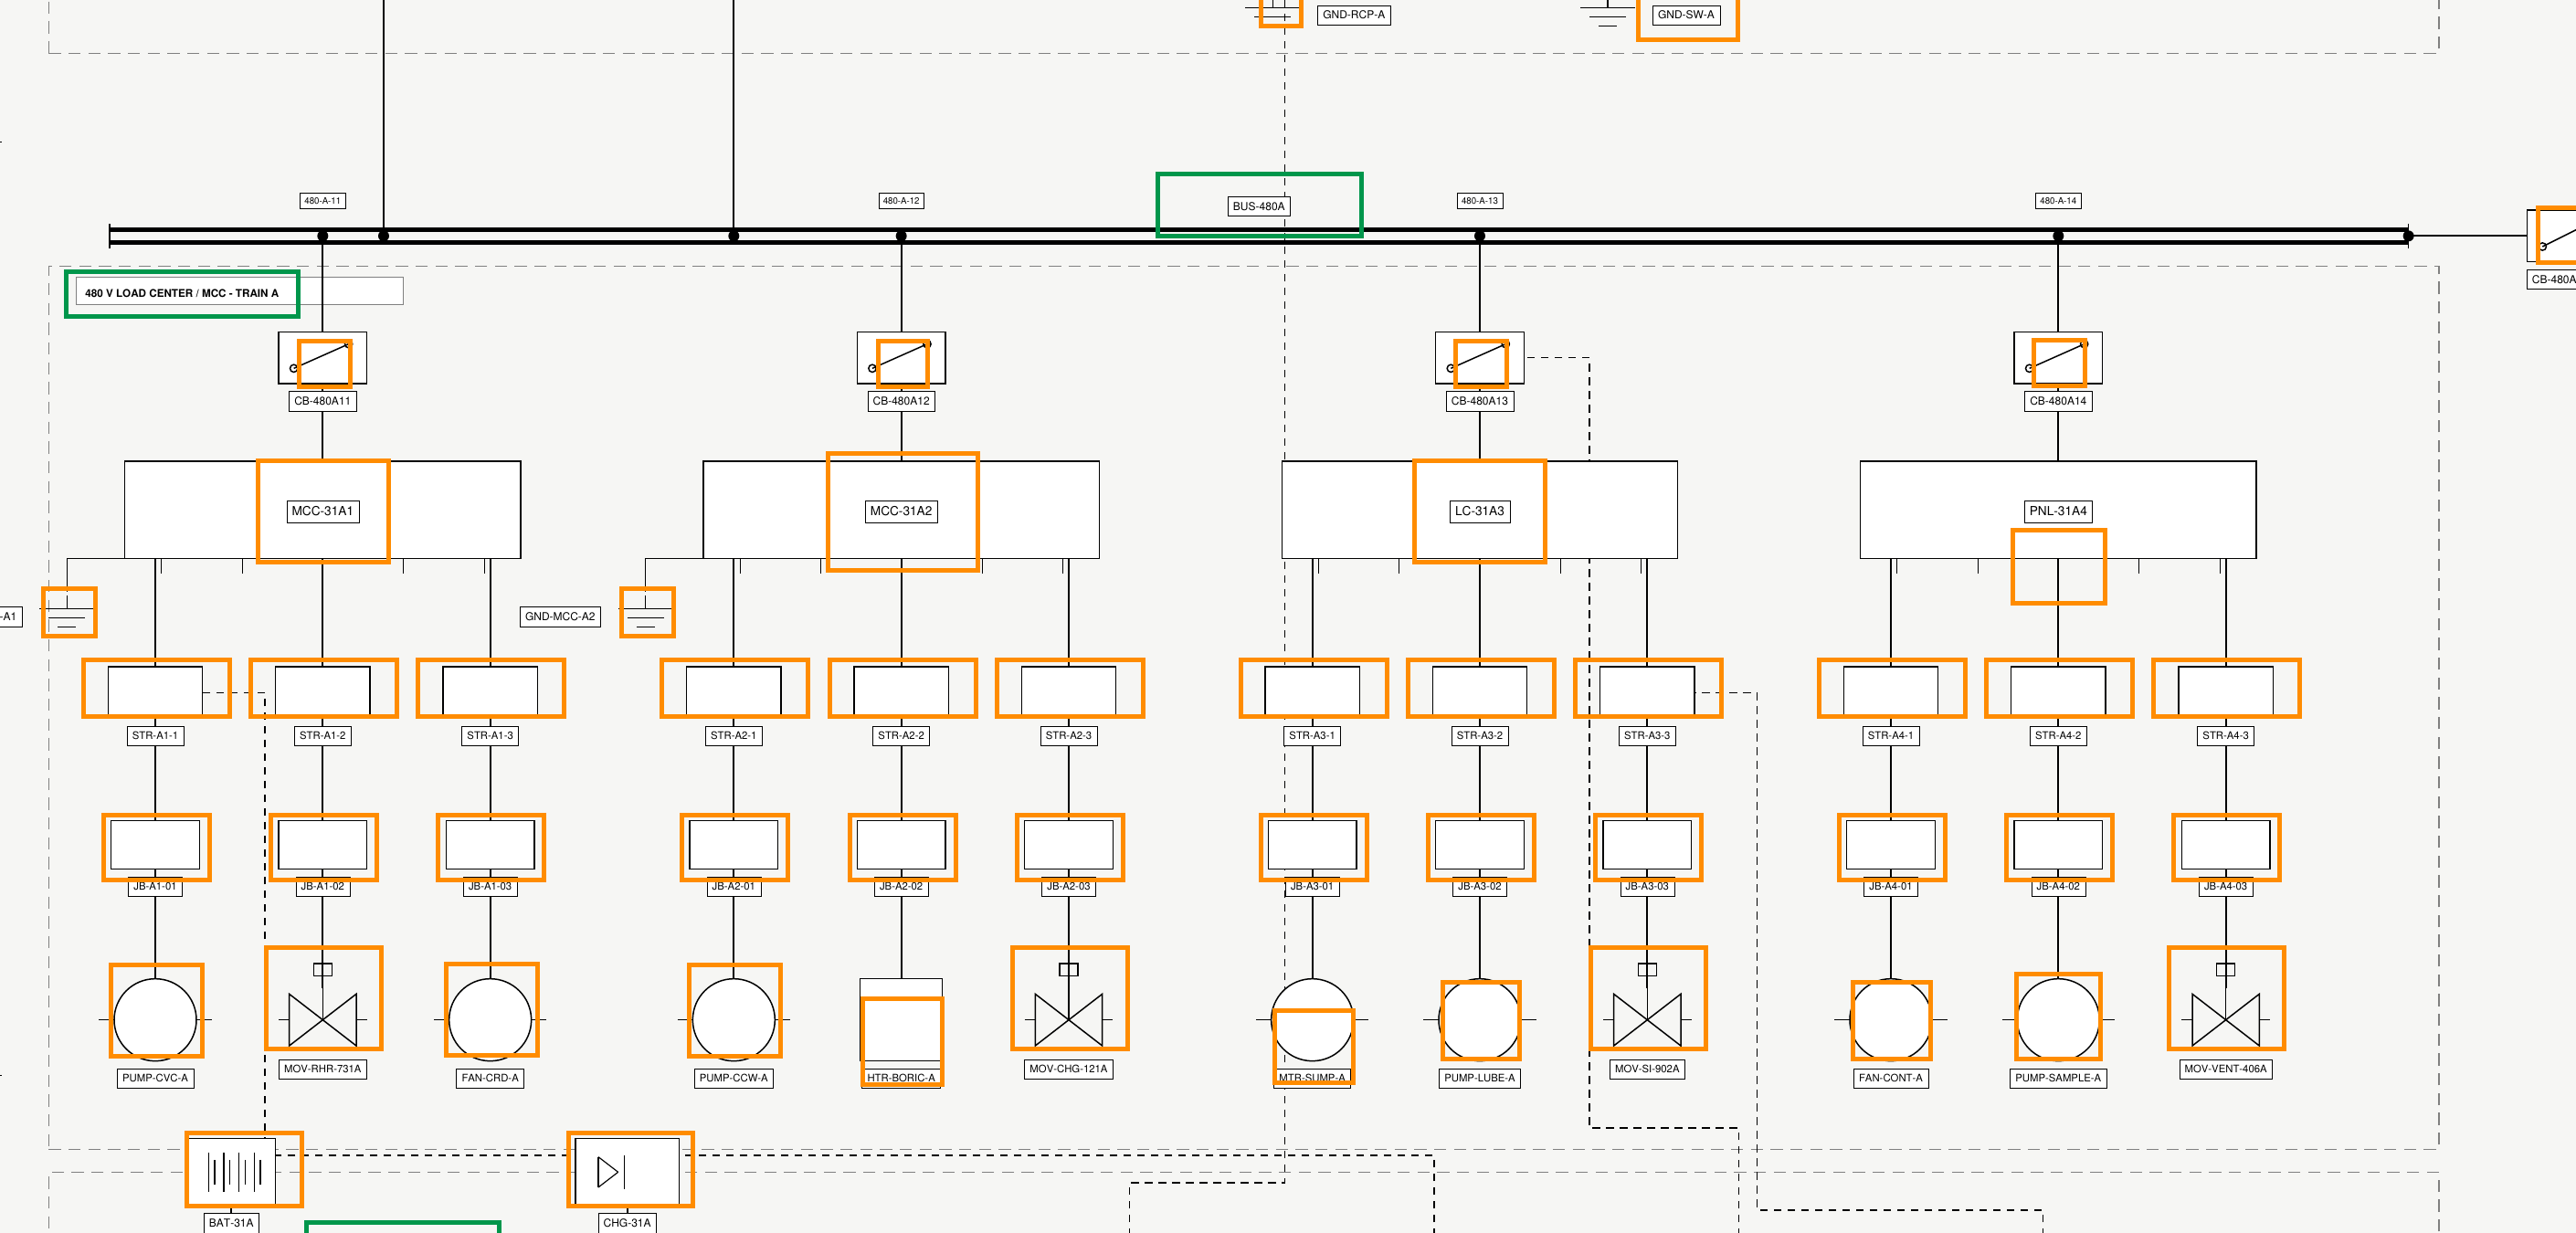 GND-RCP-A
GND-SW-A
480-A-11
480-A-12
BUS-480A
480-A-13
480-A-14
480 V LOAD CENTER / MCC - TRAIN A
CB-480A
CB-480A11
CB-480A12
CB-480A13
CB-480A14
MCC-31A1
MCC-31A2
LC-31A3
PNL-31A4
-A1
GND-MCC-A2
STR-A1-1
STR-A1-2
STR-A1-3
STR-A2-1
STR-A2-2
STR-A2-3
STR-A3-1
STR-A3-2
STR-A3-3
STR-A4-1
STR-A4-2
STR-A4-3
JB-A1-01
JB-A1-02
JB-A1-03
JB-A2-01
JB-A2-02
JB-A2-03
JB-A3-01
JB-A3-02
JB-A3-03
JB-A4-01
JB-A4-02
JB-A4-03
PUMP-CVC-A
MOV-RHR-731A
FAN-CRD-A
PUMP-CCW-A
HTR-BORIC-A
MOV-CHG-121A
MTR-SUMP-A
PUMP-LUBE-A
MOV-SI-902A
FAN-CONT-A
PUMP-SAMPLE-A
MOV-VENT-406A
BAT-31A
CHG-31A